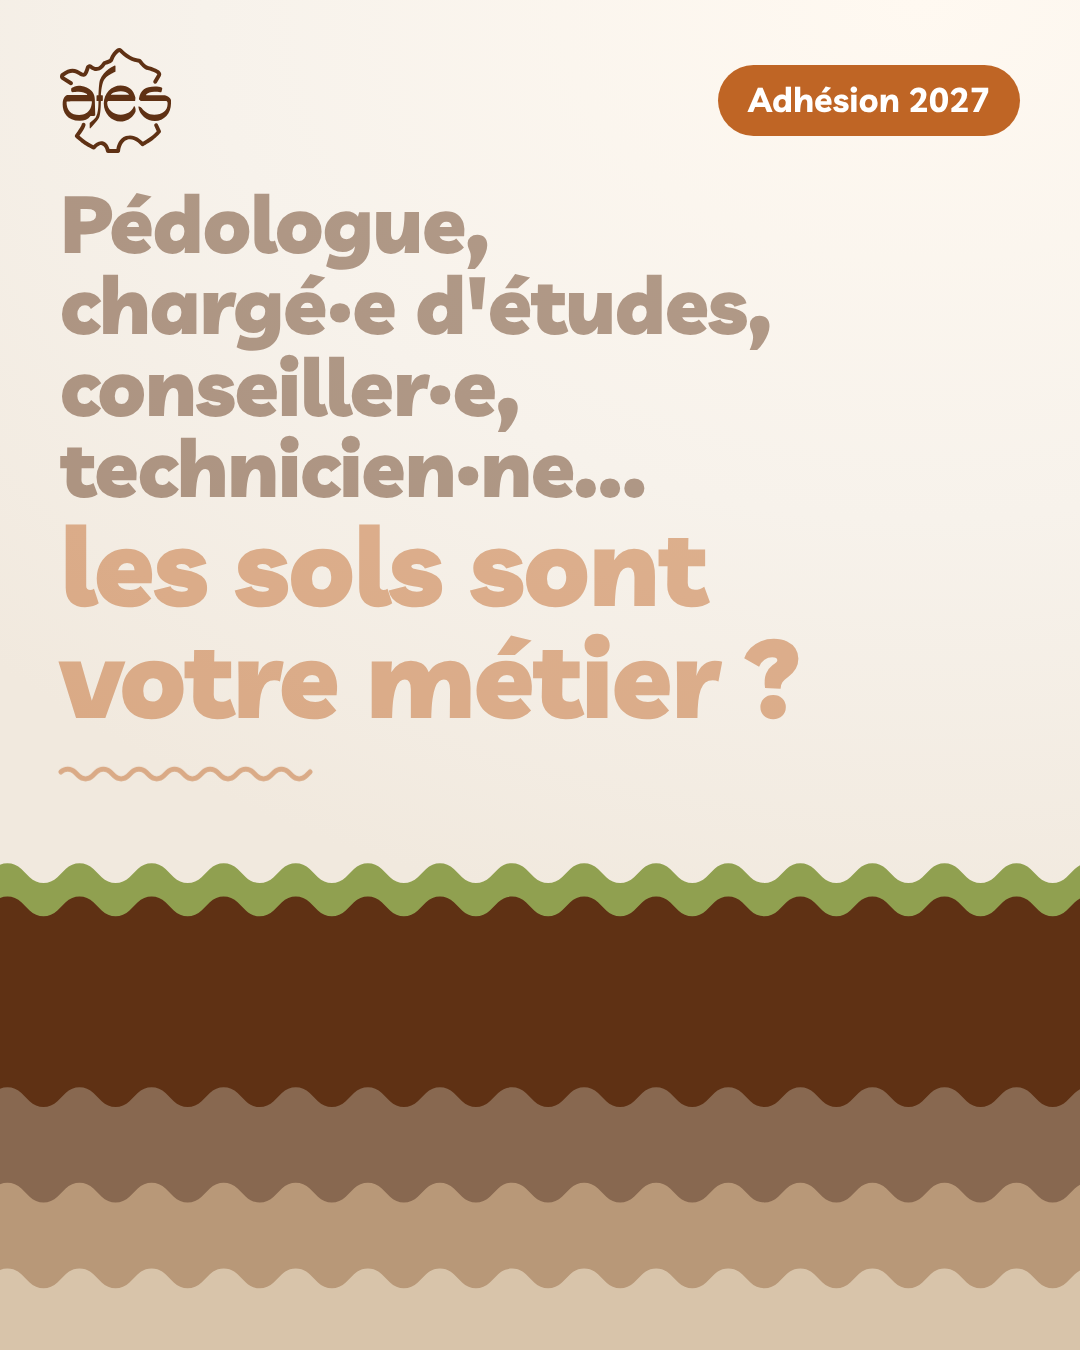 afes
Adhésion 2027
Pédologue,
chargé·e d'études,
conseiller·e,
technicien·ne...
les sols sont
votre métier ?